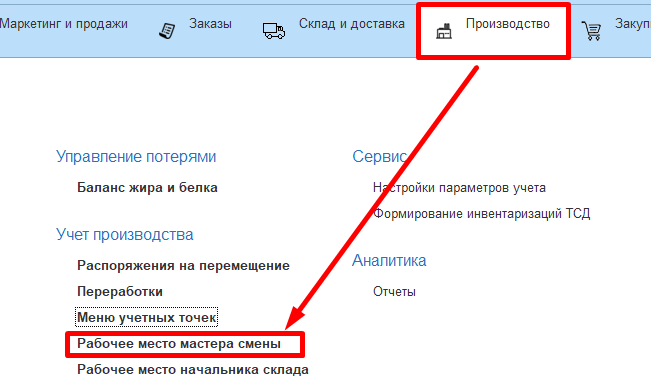 Маркетинг и продажи Заказы Склад и доставка Производство Закуп
Управление потерями
Баланс жира и белка
Учет производства
Распоряжения на перемещение
Переработки
Меню учетных точек
Рабочее место мастера смены
Рабочее место начальника склада
Сервис
Настройки параметров учета
Формирование инвентаризаций ТСД
Аналитика
Отчеты